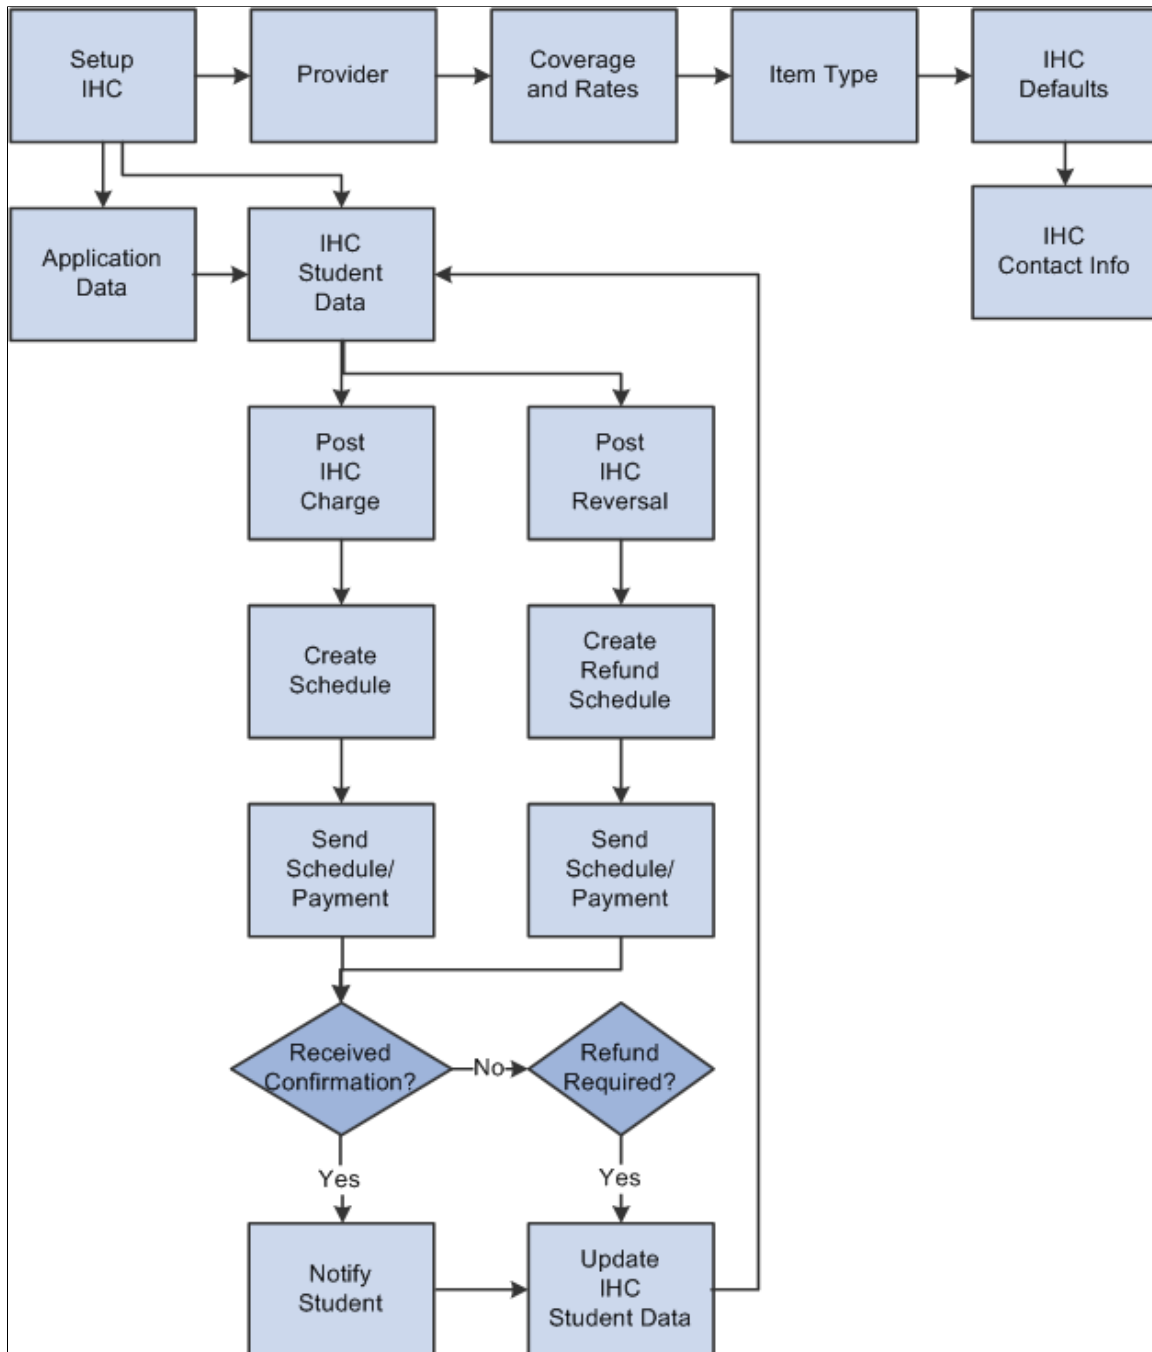 Setup
IHC
Provider
Coverage
and Rates
Item Type
IHC
Defaults
Application
Data
IHC
Student
Data
IHC
Contact Info
Post
IHC
Charge
Post
IHC
Reversal
Create
Schedule
Create
Refund
Schedule
Send
Schedule/
Payment
Send
Schedule/
Payment
Received
Confirmation?
No
Refund
Required?
Yes
Yes
Notify
Student
Update
IHC
Student Data